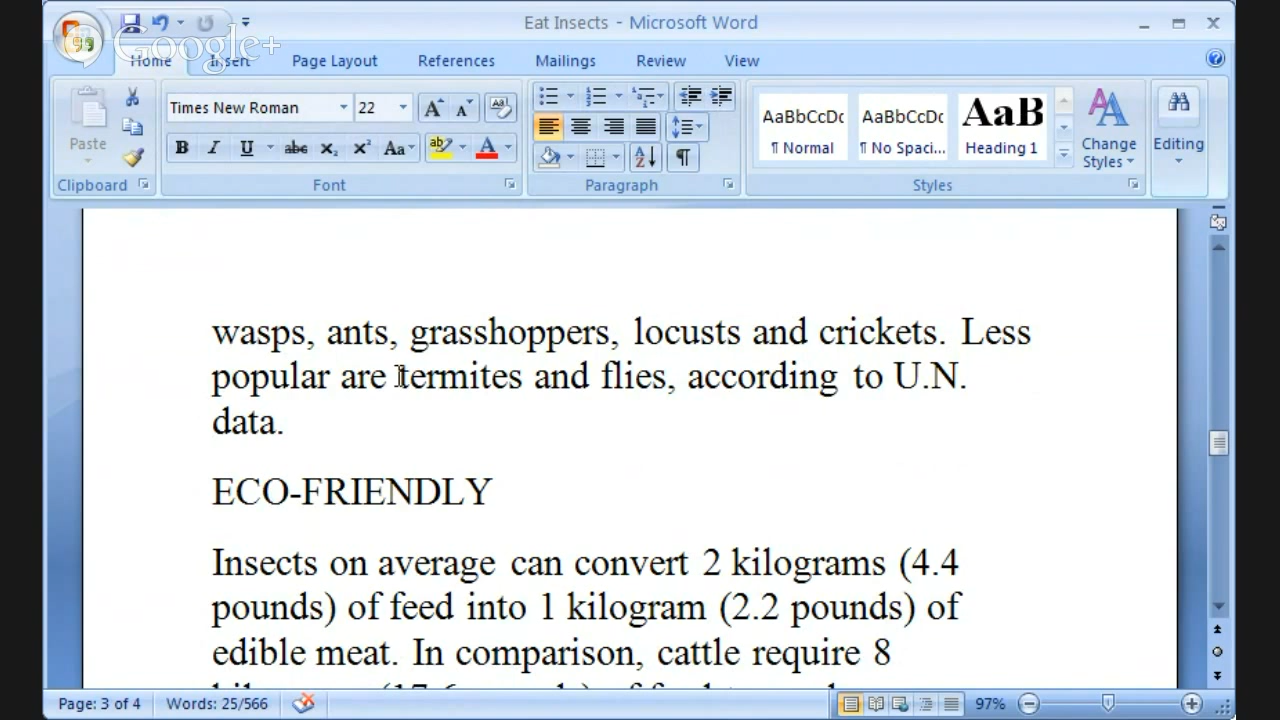 Eat Insects - Microsoft Word
Google+
Home Insert Page Layout References Mailings Review View
Paste
Times New Roman 22
AaBbCcDc AaBbCcDc AaB
¶ Normal ¶ No Spaci... Heading 1
Change Styles
Editing
Clipboard Font Paragraph Styles
wasps, ants, grasshoppers, locusts and crickets. Less
popular are termites and flies, according to U.N.
data.
ECO-FRIENDLY
Insects on average can convert 2 kilograms (4.4
pounds) of feed into 1 kilogram (2.2 pounds) of
edible meat. In comparison, cattle require 8
Page: 3 of 4 Words: 25/566 97%